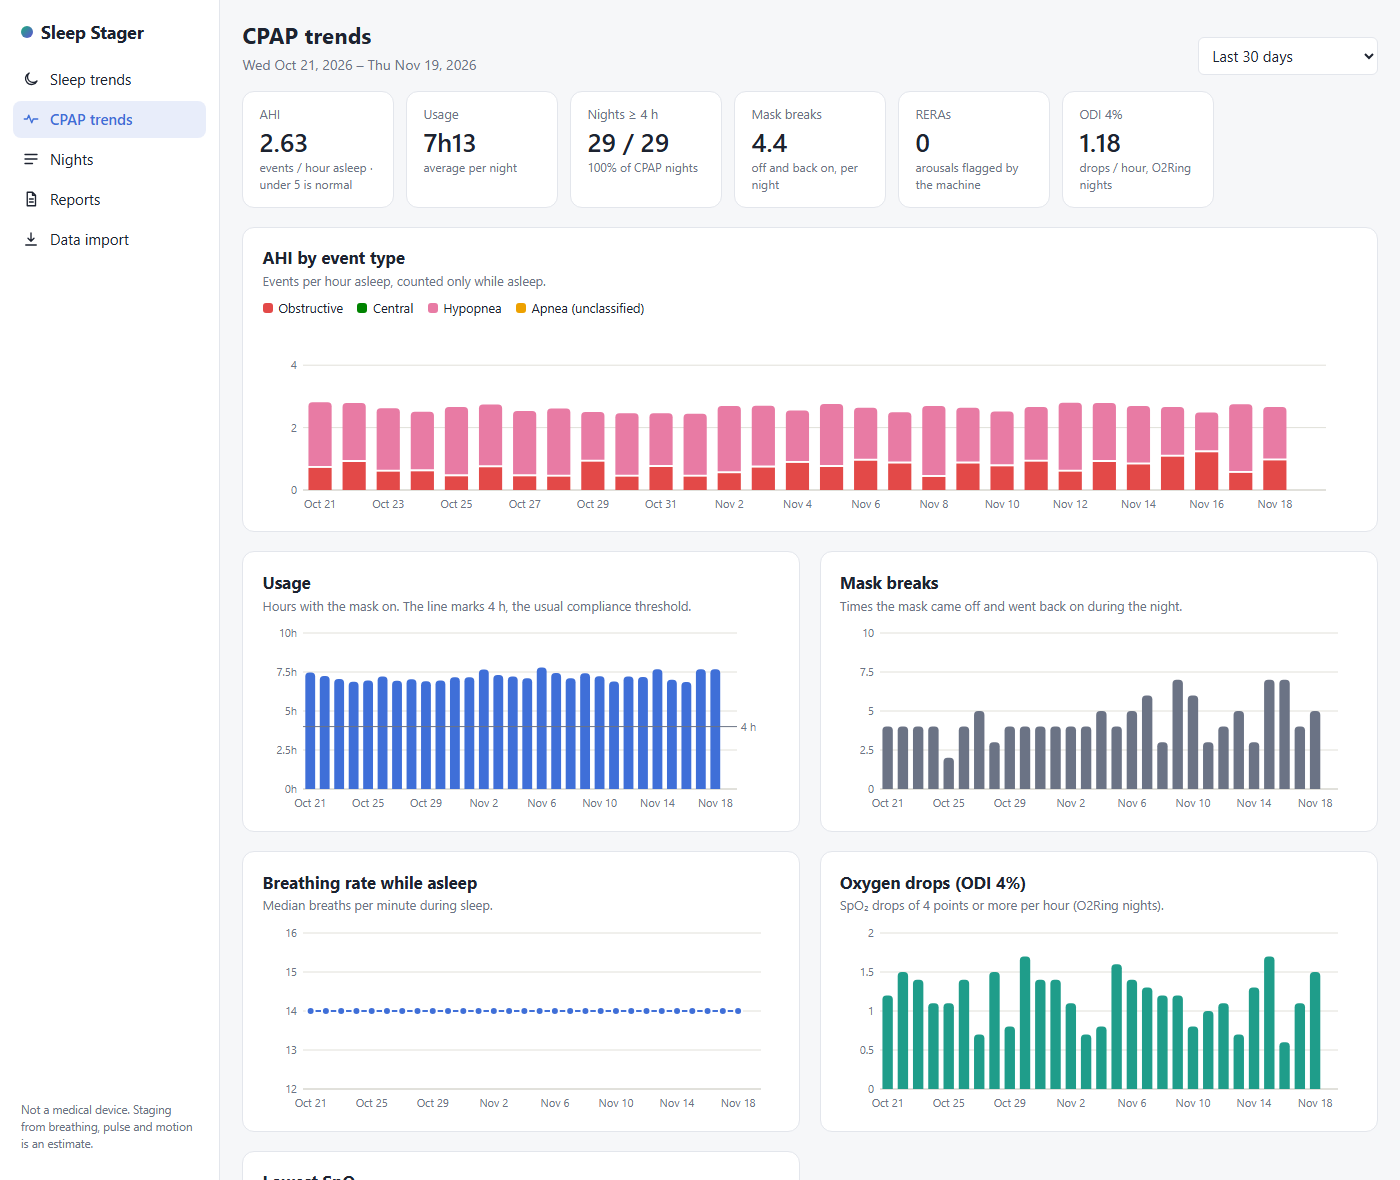 Sleep Stager
Sleep trends
CPAP trends
Nights
Reports
Data import
Not a medical device. Staging
from breathing, pulse and motion
is an estimate.
CPAP trends
Wed Oct 21, 2026 – Thu Nov 19, 2026
Last 30 days
AHI
2.63
events / hour asleep ·
under 5 is normal
Usage
7h13
average per night
Nights ≥ 4 h
29 / 29
100% of CPAP nights
Mask breaks
4.4
off and back on, per
night
RERAs
0
arousals flagged by
the machine
ODI 4%
1.18
drops / hour, O2Ring
nights
AHI by event type
Events per hour asleep, counted only while asleep.
Obstructive Central Hypopnea Apnea (unclassified)
4
2
0
Oct 21 Oct 23 Oct 25 Oct 27 Oct 29 Oct 31 Nov 2 Nov 4 Nov 6 Nov 8 Nov 10 Nov 12 Nov 14 Nov 16 Nov 18
Usage
Hours with the mask on. The line marks 4 h, the usual compliance threshold.
10h
7.5h
5h
4 h
2.5h
0h
Oct 21 Oct 25 Oct 29 Nov 2 Nov 6 Nov 10 Nov 14 Nov 18
Mask breaks
Times the mask came off and went back on during the night.
10
7.5
5
2.5
0
Oct 21 Oct 25 Oct 29 Nov 2 Nov 6 Nov 10 Nov 14 Nov 18
Breathing rate while asleep
Median breaths per minute during sleep.
16
15
14
13
12
Oct 21 Oct 25 Oct 29 Nov 2 Nov 6 Nov 10 Nov 14 Nov 18
Oxygen drops (ODI 4%)
SpO₂ drops of 4 points or more per hour (O2Ring nights).
2
1.5
1
0.5
0
Oct 21 Oct 25 Oct 29 Nov 2 Nov 6 Nov 10 Nov 14 Nov 18